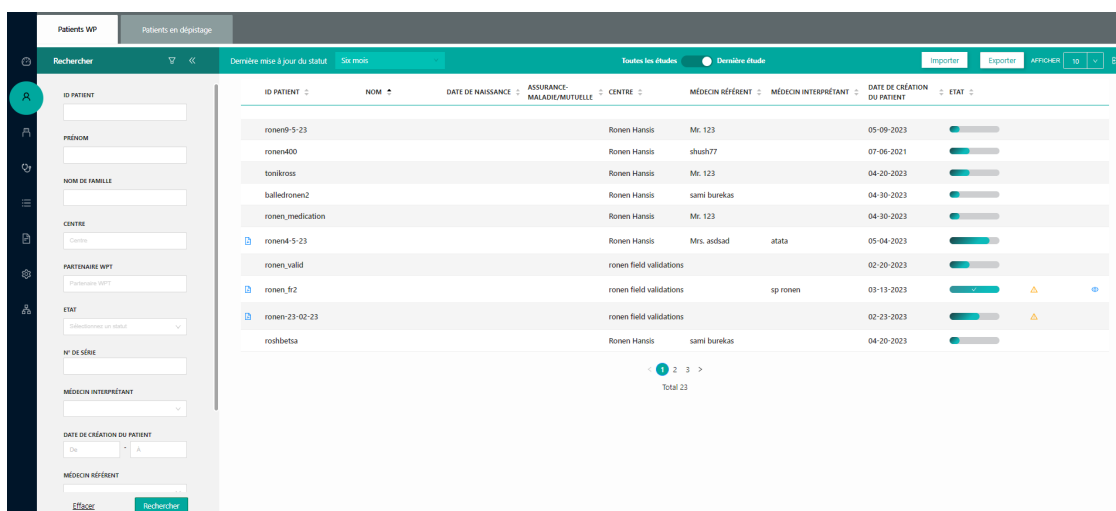 Patients WP
Patients en dépistage
Rechercher
Dernière mise à jour du statut Six mois
Toutes les études Dernière étude
Importer Exporter AFFICHER 10
ID PATIENT
PRÉNOM
NOM DE FAMILLE
CENTRE
Centre
PARTENAIRE WPT
Partenaire WPT
ETAT
Sélectionnez un statut
N° DE SÉRIE
MÉDECIN INTERPRÉTANT
DATE DE CRÉATION DU PATIENT
De - A
MÉDECIN RÉFÉRENT
Effacer Rechercher
ID PATIENT NOM DATE DE NAISSANCE ASSURANCE-MALADIE/MUTUELLE CENTRE MÉDECIN RÉFÉRENT MÉDECIN INTERPRÉTANT DATE DE CRÉATION DU PATIENT ETAT
ronen9-5-23 Ronen Hansis Mr. 123 05-09-2023
ronen400 Ronen Hansis shush77 07-06-2021
tonikross Ronen Hansis Mr. 123 04-20-2023
balledronen2 Ronen Hansis sami burekas 04-30-2023
ronen_medication Ronen Hansis Mr. 123 04-30-2023
ronen4-5-23 Ronen Hansis Mrs. asdsad atata 05-04-2023
ronen_valid ronen field validations 02-20-2023
ronen_fr2 ronen field validations sp ronen 03-13-2023
ronen-23-02-23 ronen field validations 02-23-2023
roshbetsa Ronen Hansis sami burekas 04-20-2023
< 1 2 3 >
Total 23